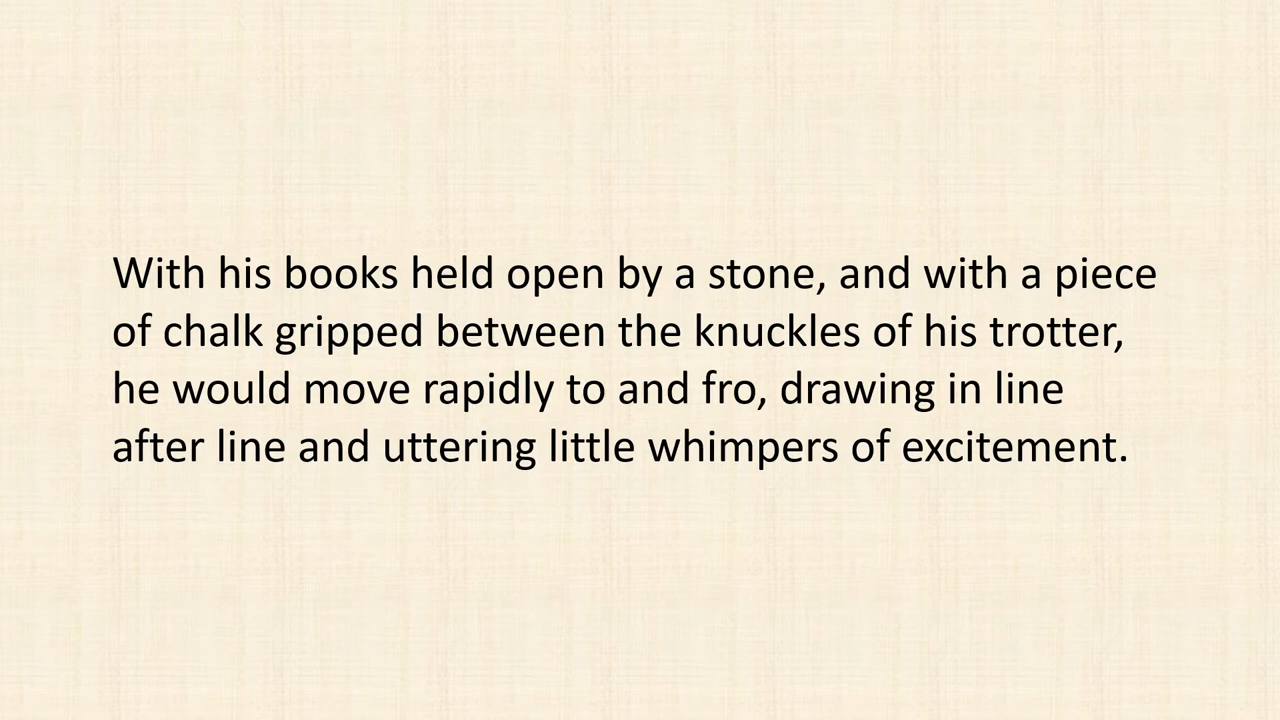 With his books held open by a stone, and with a piece
of chalk gripped between the knuckles of his trotter,
he would move rapidly to and fro, drawing in line
after line and uttering little whimpers of excitement.